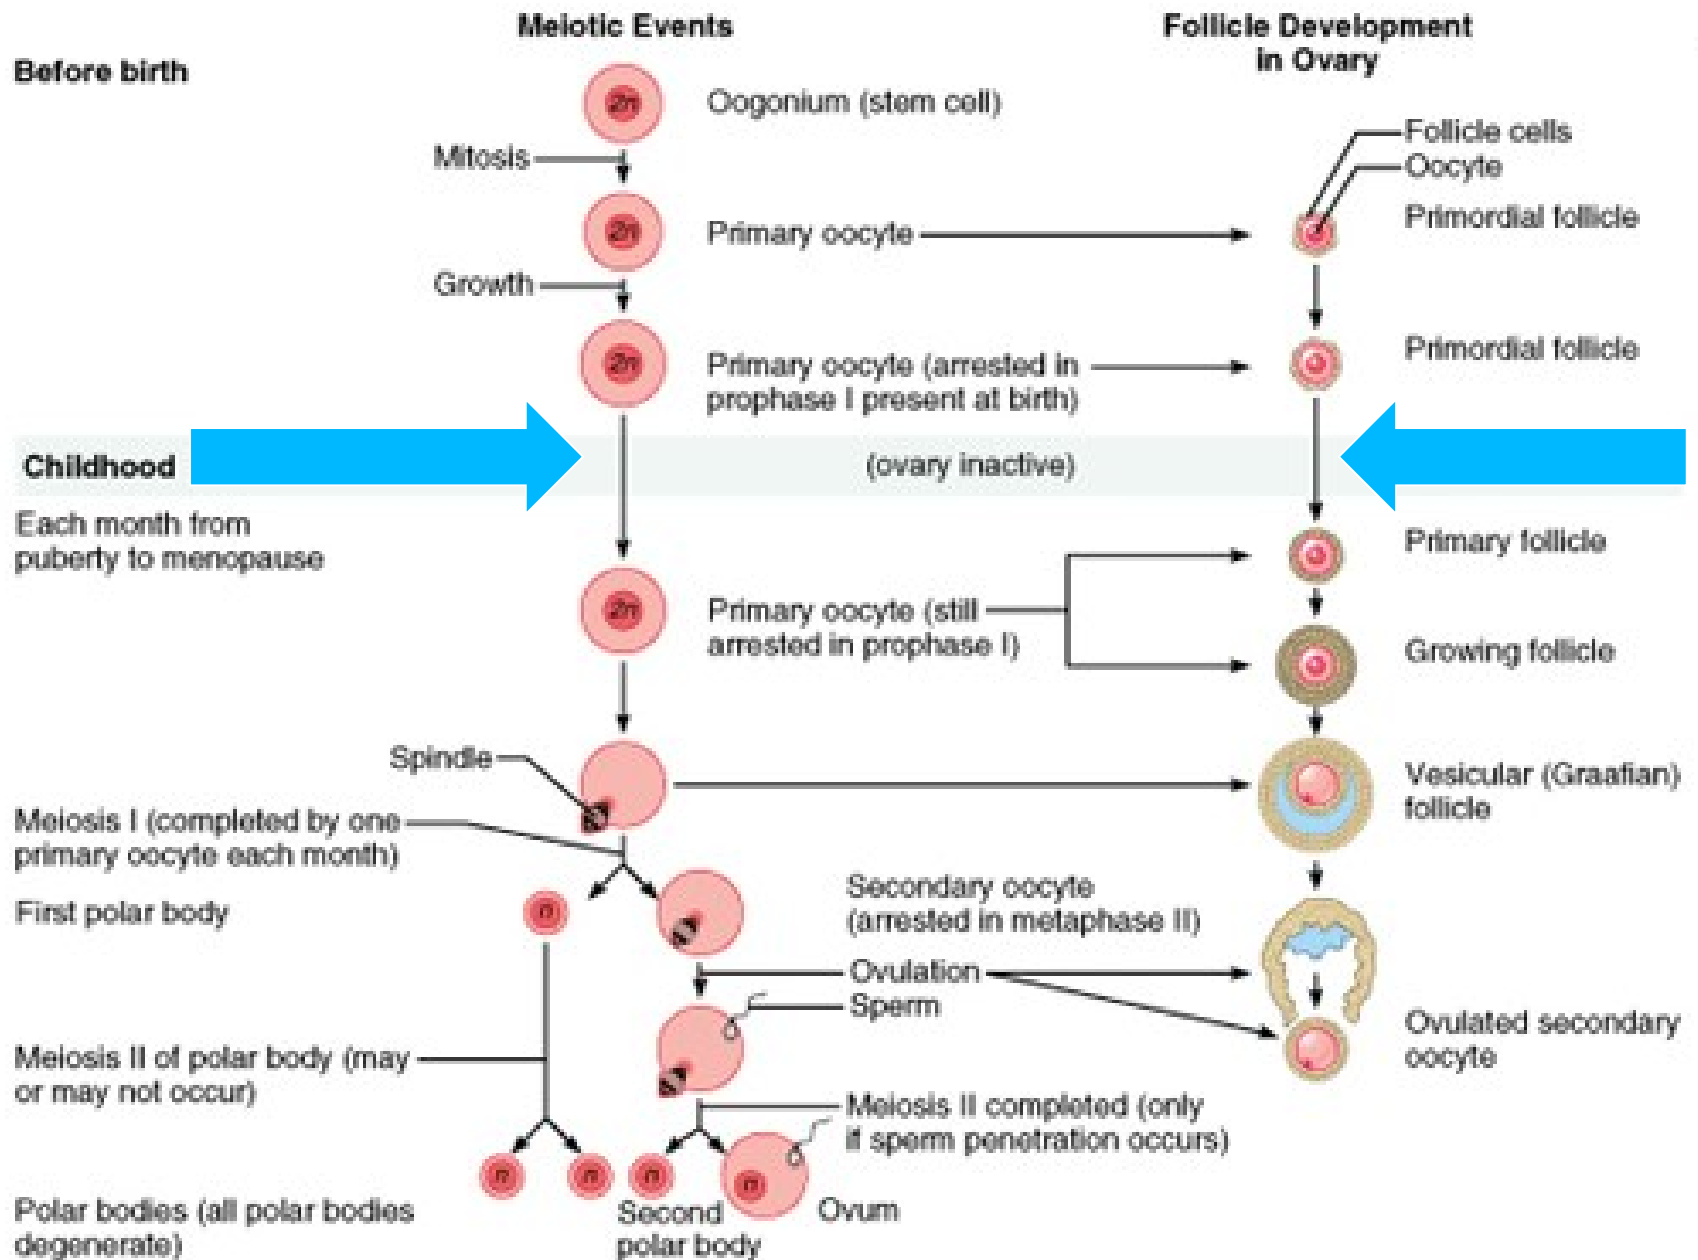 Meiotic Events
Follicle Development
in Ovary
Before birth
2n
Oogonium (stem cell)
Follicle cells
Oocyte
Mitosis
2n
Primary oocyte
Primordial follicle
Growth
2n
Primary oocyte (arrested in
prophase I present at birth)
Primordial follicle
Childhood
(ovary inactive)
Each month from
puberty to menopause
Primary follicle
2n
Primary oocyte (still
arrested in prophase I)
Growing follicle
Spindle
Vesicular (Graafian)
follicle
Meiosis I (completed by one
primary oocyte each month)
Secondary oocyte
(arrested in metaphase II)
First polar body
n
Ovulation
Sperm
Ovulated secondary
oocyte
Meiosis II of polar body (may
or may not occur)
Meiosis II completed (only
if sperm penetration occurs)
n
n
n
n
Polar bodies (all polar bodies
degenerate)
Second
polar body
Ovum